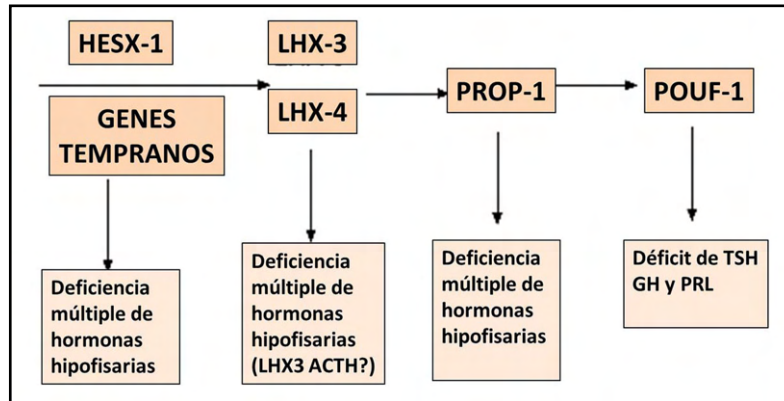 HESX-1
GENES
TEMPRANOS
Deficiencia
múltiple de
hormonas
hipofisarias
LHX-3
LHX-4
Deficiencia
múltiple de
hormonas
hipofisarias
(LHX3 ACTH?)
PROP-1
Deficiencia
múltiple de
hormonas
hipofisarias
POUF-1
Déficit de TSH
GH y PRL